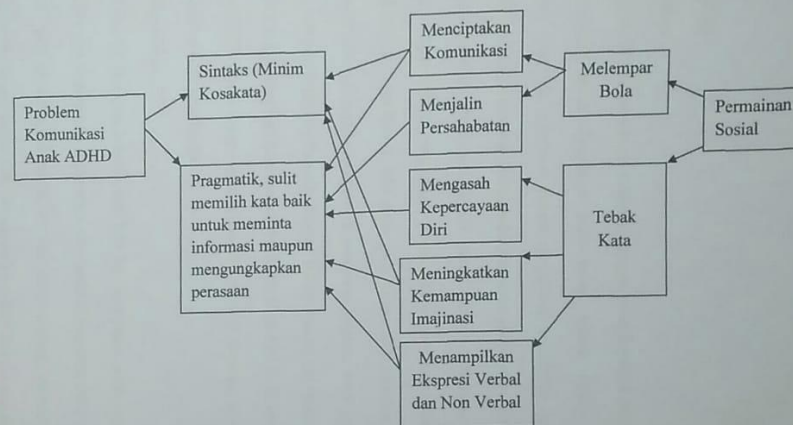 Problem
Komunikasi
Anak ADHD
Sintaks (Minim
Kosakata)
Pragmatik, sulit
memilih kata baik
untuk meminta
informasi maupun
mengungkapkan
perasaan
Menciptakan
Komunikasi
Menjalin
Persahabatan
Mengasah
Kepercayaan
Diri
Meningkatkan
Kemampuan
Imajinasi
Menampilkan
Ekspresi Verbal
dan Non Verbal
Melempar
Bola
Tebak
Kata
Permainan
Sosial